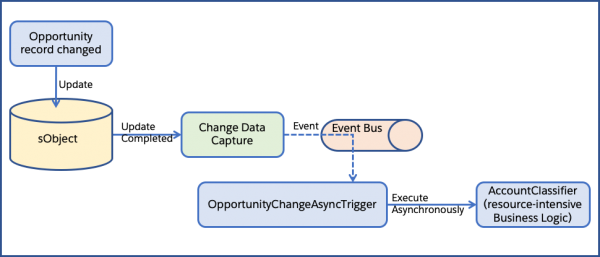 Opportunity
record changed
Update
sObject
Update
Completed
Change Data
Capture
Event
Event Bus
OpportunityChangeAsyncTrigger
Execute
Asynchronously
AccountClassifier
(resource-intensive
Business Logic)